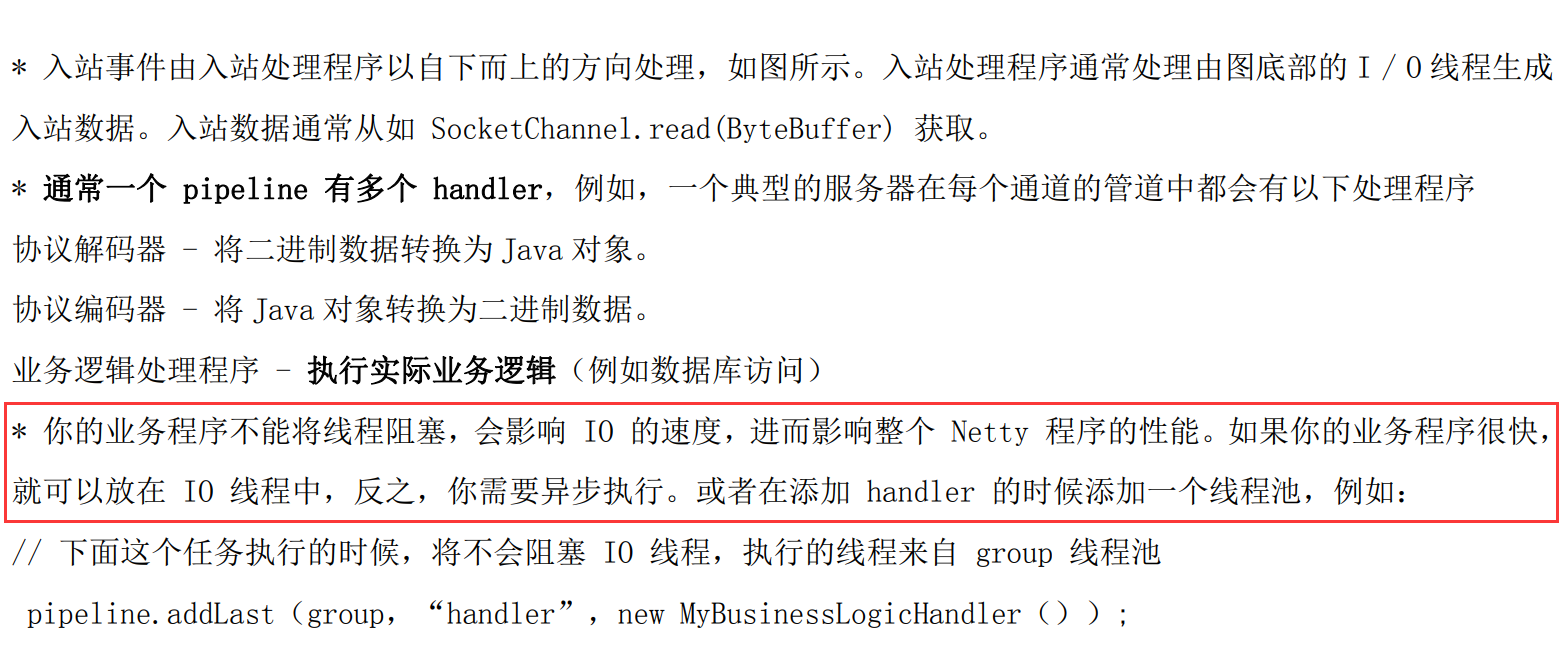 * 入站事件由入站处理程序以自下而上的方向处理，如图所示。入站处理程序通常处理由图底部的I / O线程生成
入站数据。入站数据通常从如 SocketChannel.read(ByteBuffer) 获取。
* 通常一个 pipeline 有多个 handler，例如，一个典型的服务器在每个通道的管道中都会有以下处理程序
协议解码器 - 将二进制数据转换为Java对象。
协议编码器 - 将Java对象转换为二进制数据。
业务逻辑处理程序 - 执行实际业务逻辑（例如数据库访问）
* 你的业务程序不能将线程阻塞，会影响 IO 的速度，进而影响整个 Netty 程序的性能。如果你的业务程序很快，
就可以放在 IO 线程中，反之，你需要异步执行。或者在添加 handler 的时候添加一个线程池，例如：
// 下面这个任务执行的时候，将不会阻塞 IO 线程，执行的线程来自 group 线程池
pipeline.addLast（group，“handler”，new MyBusinessLogicHandler（））;